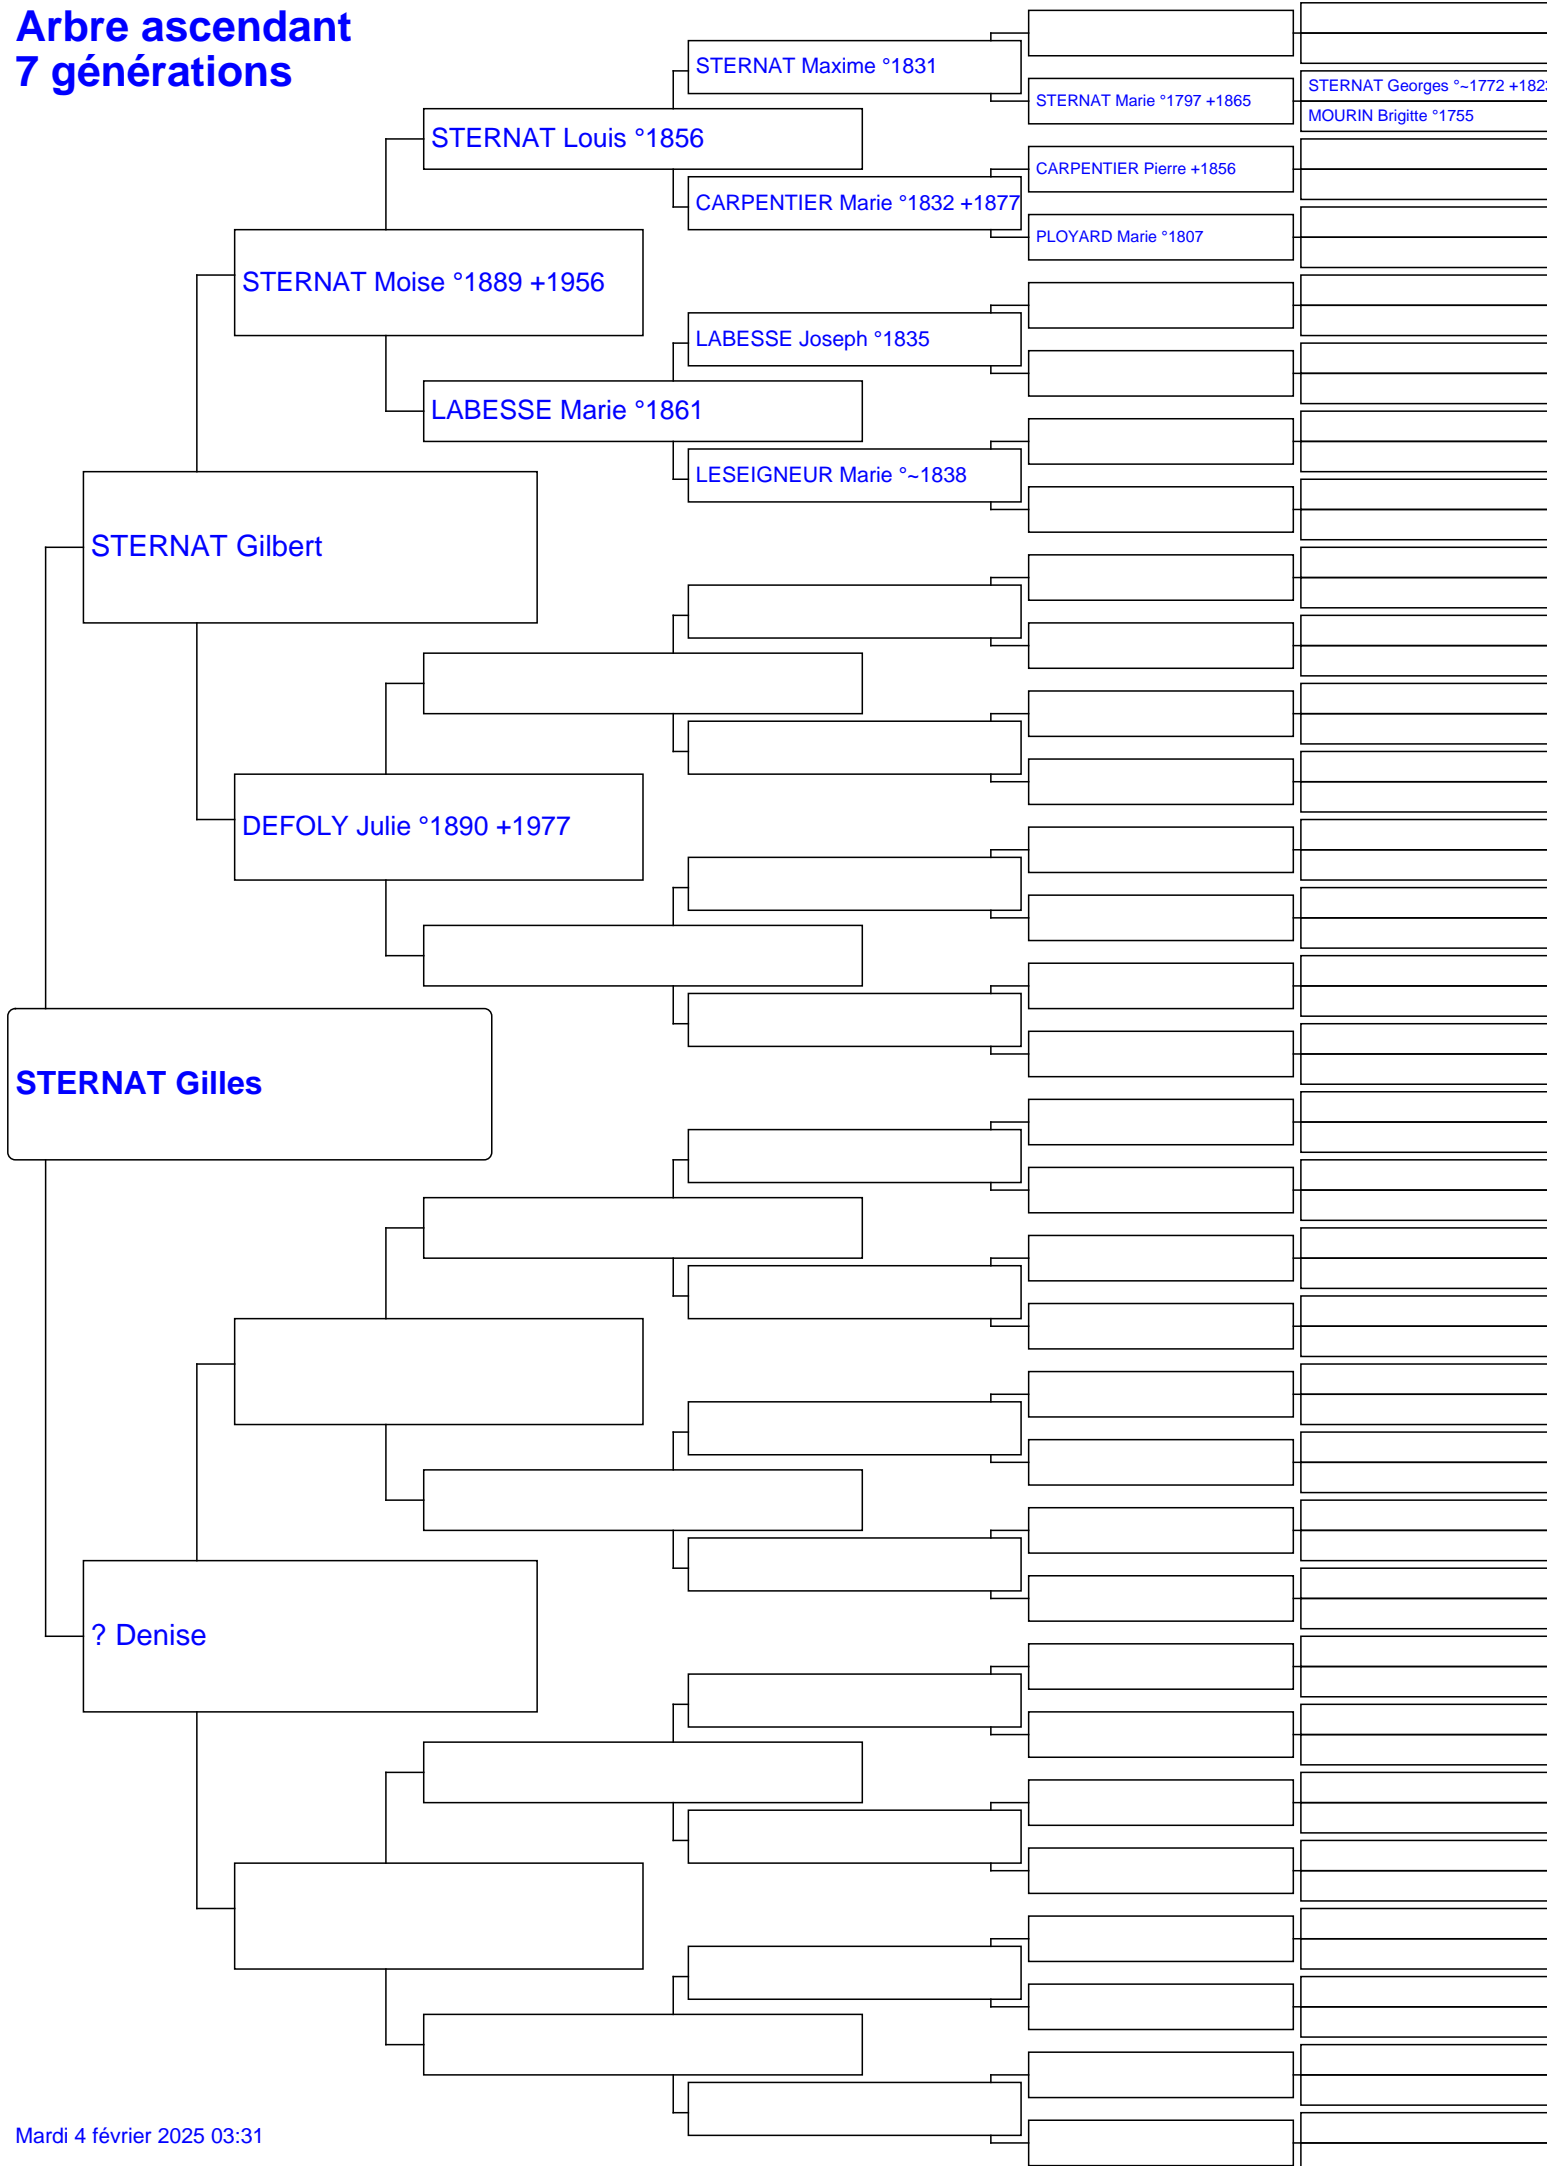 Arbre ascendant
7 générations
STERNAT Maxime °1831
STERNAT Georges °~1772 +182
STERNAT Marie °1797 +1865
MOURIN Brigitte °1755
STERNAT Louis °1856
CARPENTIER Pierre +1856
CARPENTIER Marie °1832 +1877
PLOYARD Marie °1807
STERNAT Moise °1889 +1956
LABESSE Joseph °1835
LABESSE Marie °1861
LESEIGNEUR Marie °~1838
STERNAT Gilbert
DEFOLY Julie °1890 +1977
STERNAT Gilles
? Denise
Mardi 4 février 2025 03:31